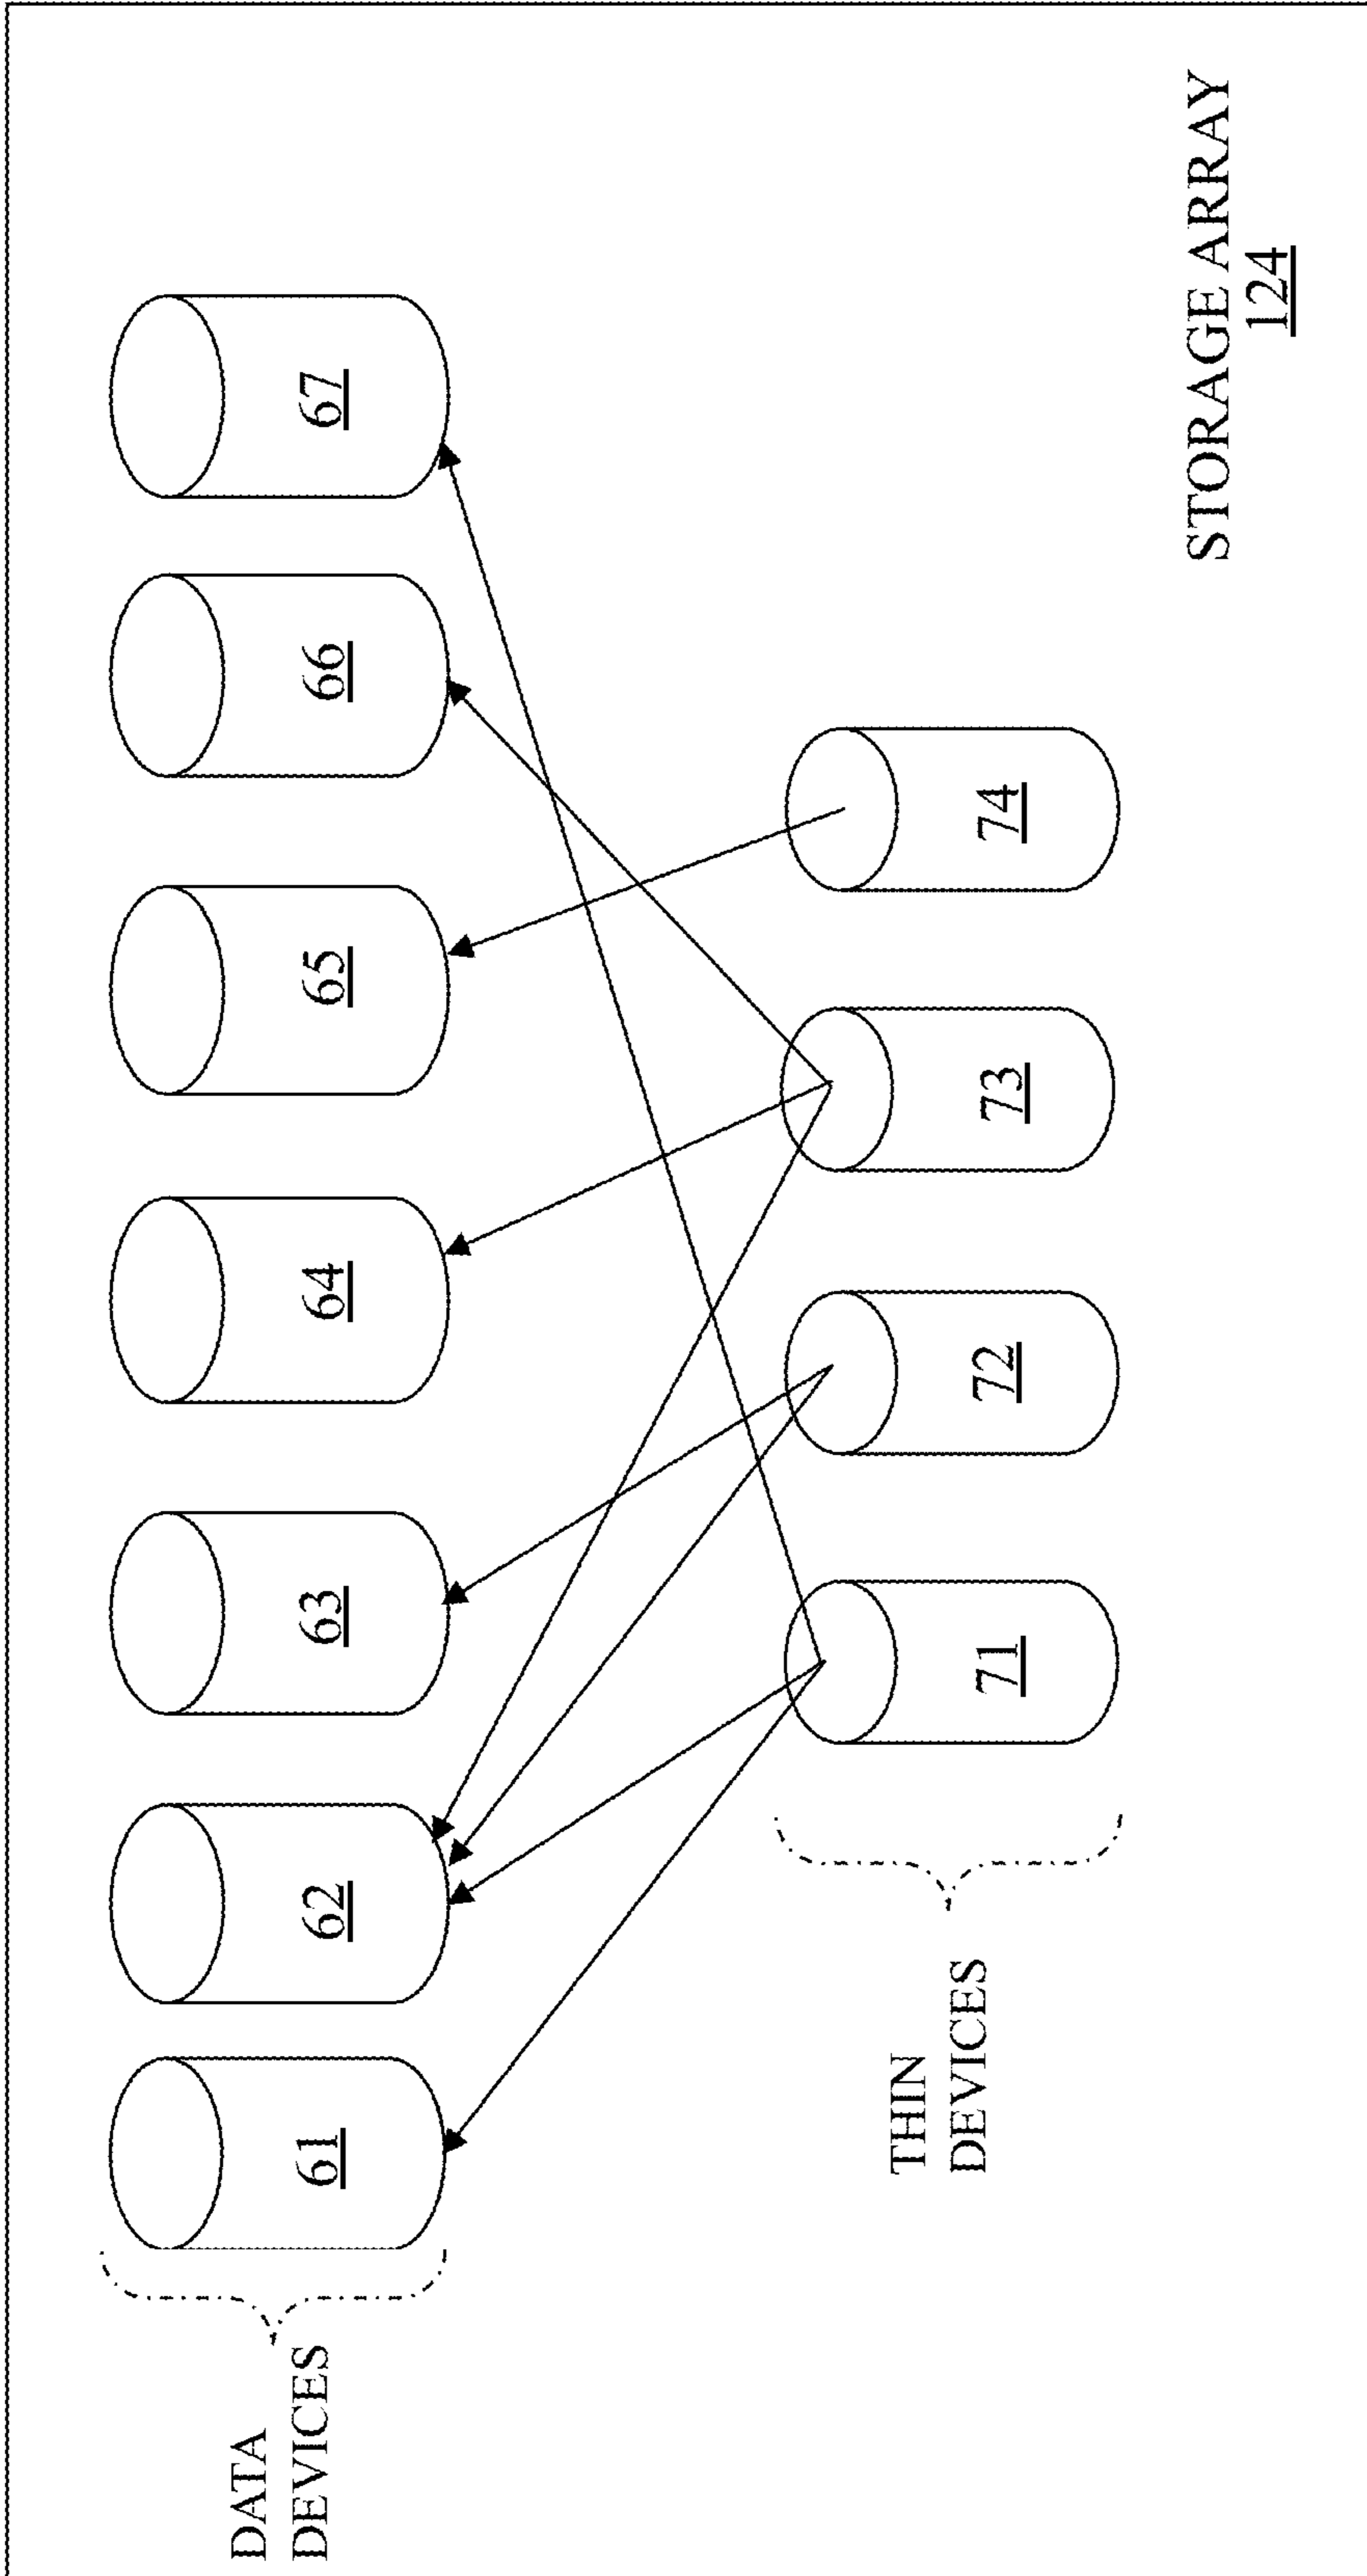 DATA
DEVICES
61
62
63
64
65
66
67
THIN
DEVICES
71
72
73
74
STORAGE ARRAY
124